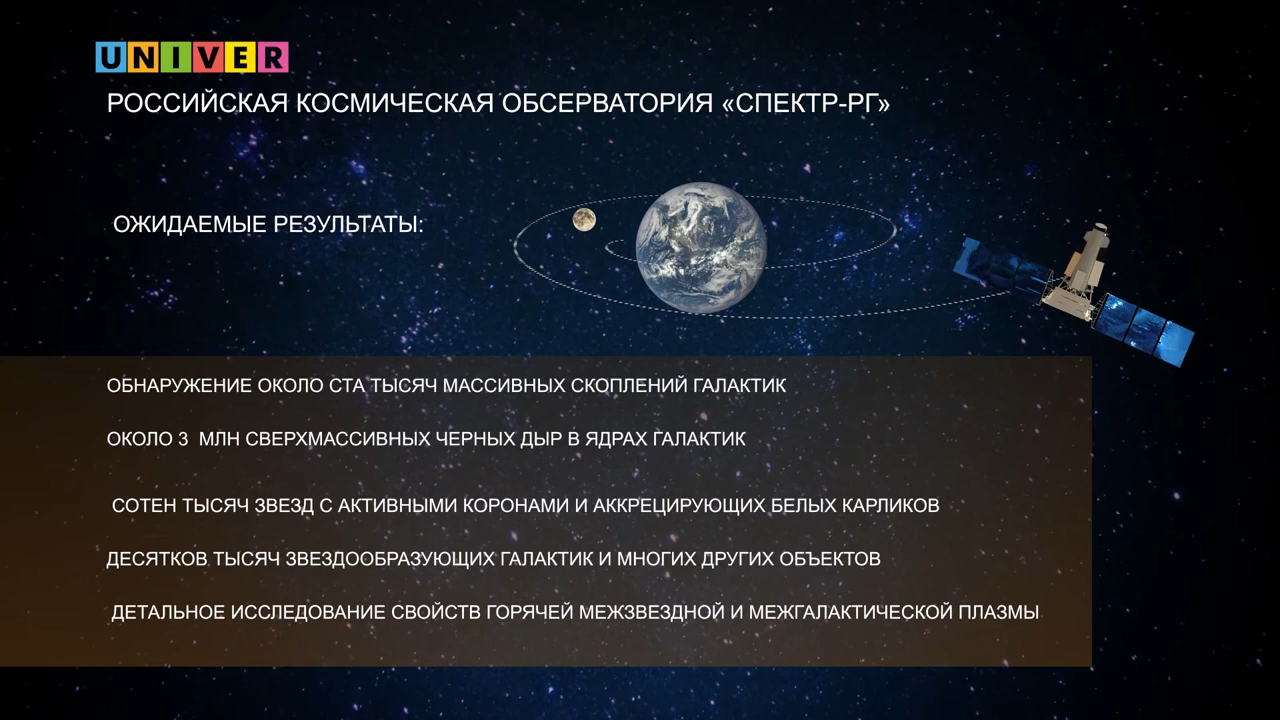 UNIVER
РОССИЙСКАЯ КОСМИЧЕСКАЯ ОБСЕРВАТОРИЯ «СПЕКТР-РГ»
ОЖИДАЕМЫЕ РЕЗУЛЬТАТЫ:
ОБНАРУЖЕНИЕ ОКОЛО СТА ТЫСЯЧ МАССИВНЫХ СКОПЛЕНИЙ ГАЛАКТИК
ОКОЛО 3 МЛН СВЕРХМАССИВНЫХ ЧЕРНЫХ ДЫР В ЯДРАХ ГАЛАКТИК
СОТЕН ТЫСЯЧ ЗВЕЗД С АКТИВНЫМИ КОРОНАМИ И АККРЕЦИРУЮЩИХ БЕЛЫХ КАРЛИКОВ
ДЕСЯТКОВ ТЫСЯЧ ЗВЕЗДООБРАЗУЮЩИХ ГАЛАКТИК И МНОГИХ ДРУГИХ ОБЪЕКТОВ
ДЕТАЛЬНОЕ ИССЛЕДОВАНИЕ СВОЙСТВ ГОРЯЧЕЙ МЕЖЗВЕЗДНОЙ И МЕЖГАЛАКТИЧЕСКОЙ ПЛАЗМЫ